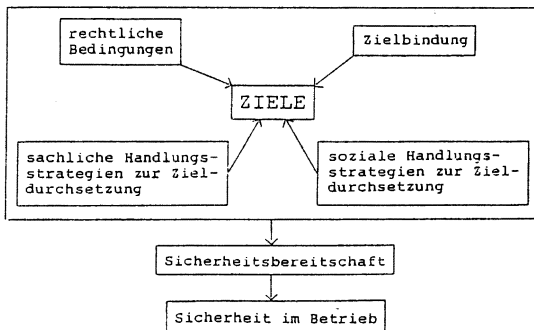 rechtliche
Bedingungen
Zielbindung
ZIELE
sachliche Handlungs-
strategien zur Ziel-
durchsetzung
soziale Handlungs-
strategien zur Ziel-
durchsetzung
Sicherheitsbereitschaft
Sicherheit im Betrieb